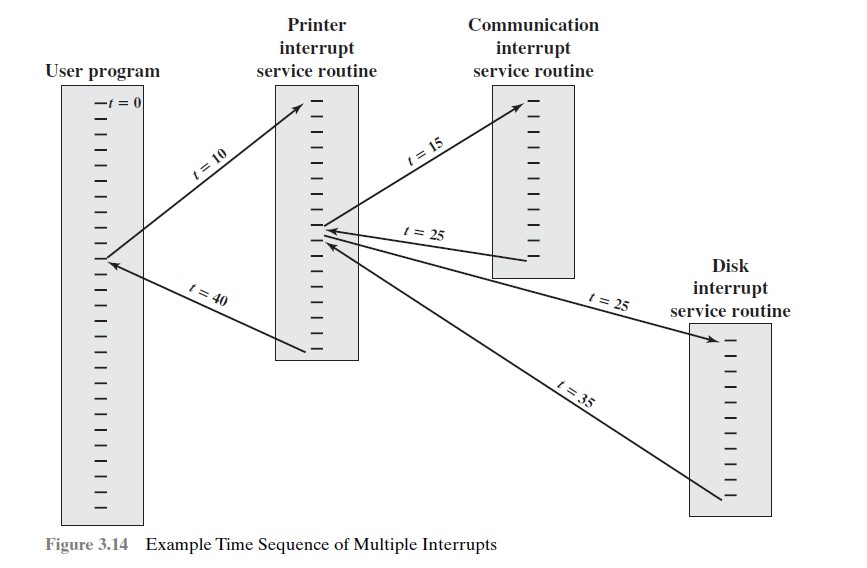 User program
Printer
interrupt
service routine
Communication
interrupt
service routine
t = 0
t = 10
t = 15
t = 25
t = 40
Disk
interrupt
service routine
t = 25
t = 35
Figure 3.14 Example Time Sequence of Multiple Interrupts